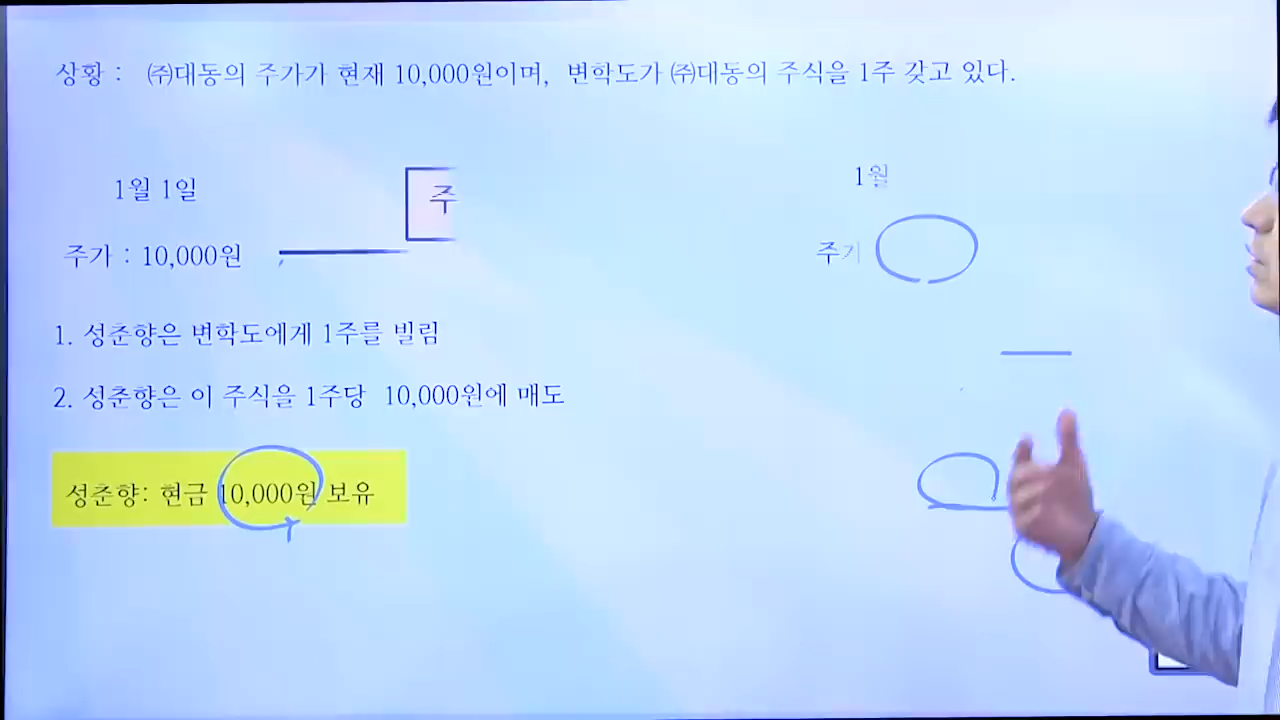 상황 : ㈜대동의 주가가 현재 10,000원이며, 변학도가 ㈜대동의 주식을 1주 갖고 있다.
1월 1일
주
1월
주가 : 10,000원
주가
1. 성춘향은 변학도에게 1주를 빌림
2. 성춘향은 이 주식을 1주당 10,000원에 매도
성춘향: 현금 10,000원 보유